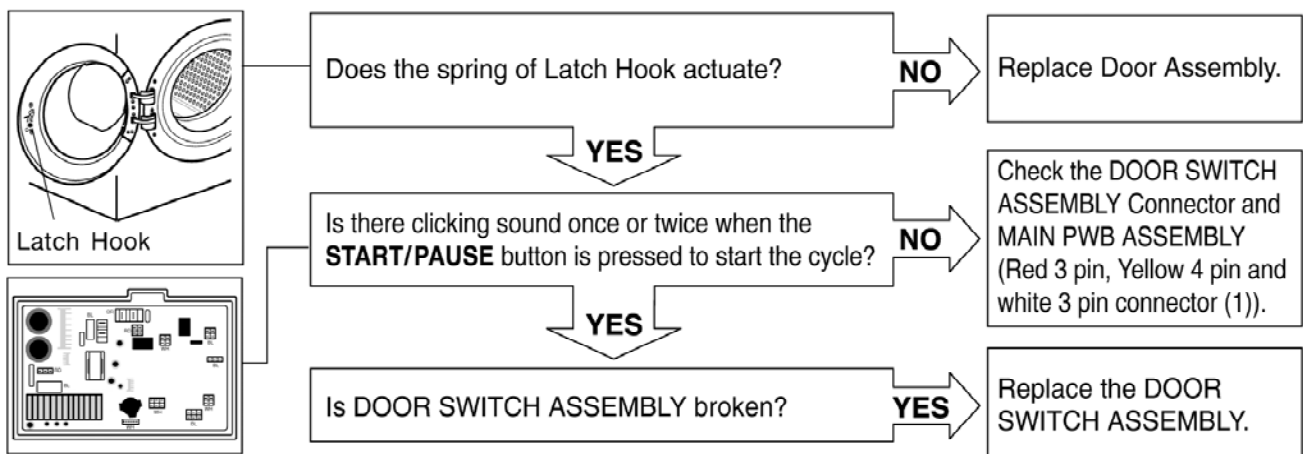 Does the spring of Latch Hook actuate?
NO
Replace Door Assembly.
Latch Hook
YES
Is there clicking sound once or twice when the
START/PAUSE button is pressed to start the cycle?
NO
Check the DOOR SWITCH
ASSEMBLY Connector and
MAIN PWB ASSEMBLY
(Red 3 pin, Yellow 4 pin and
white 3 pin connector (1)).
YES
Is DOOR SWITCH ASSEMBLY broken?
YES
Replace the DOOR
SWITCH ASSEMBLY.